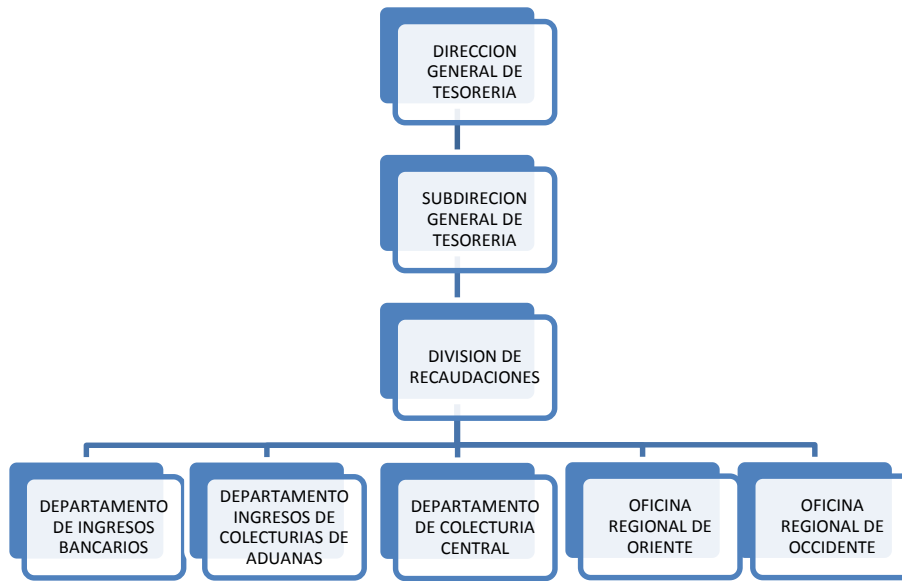 DIRECCION
GENERAL DE
TESORERIA
SUBDIRECION
GENERAL DE
TESORERIA
DIVISION DE
RECAUDACIONES
DEPARTAMENTO
DE INGRESOS
BANCARIOS
DEPARTAMENTO
INGRESOS DE
COLECTURIAS DE
ADUANAS
DEPARTAMENTO
DE COLECTURIA
CENTRAL
OFICINA
REGIONAL DE
ORIENTE
OFICINA
REGIONAL DE
OCCIDENTE